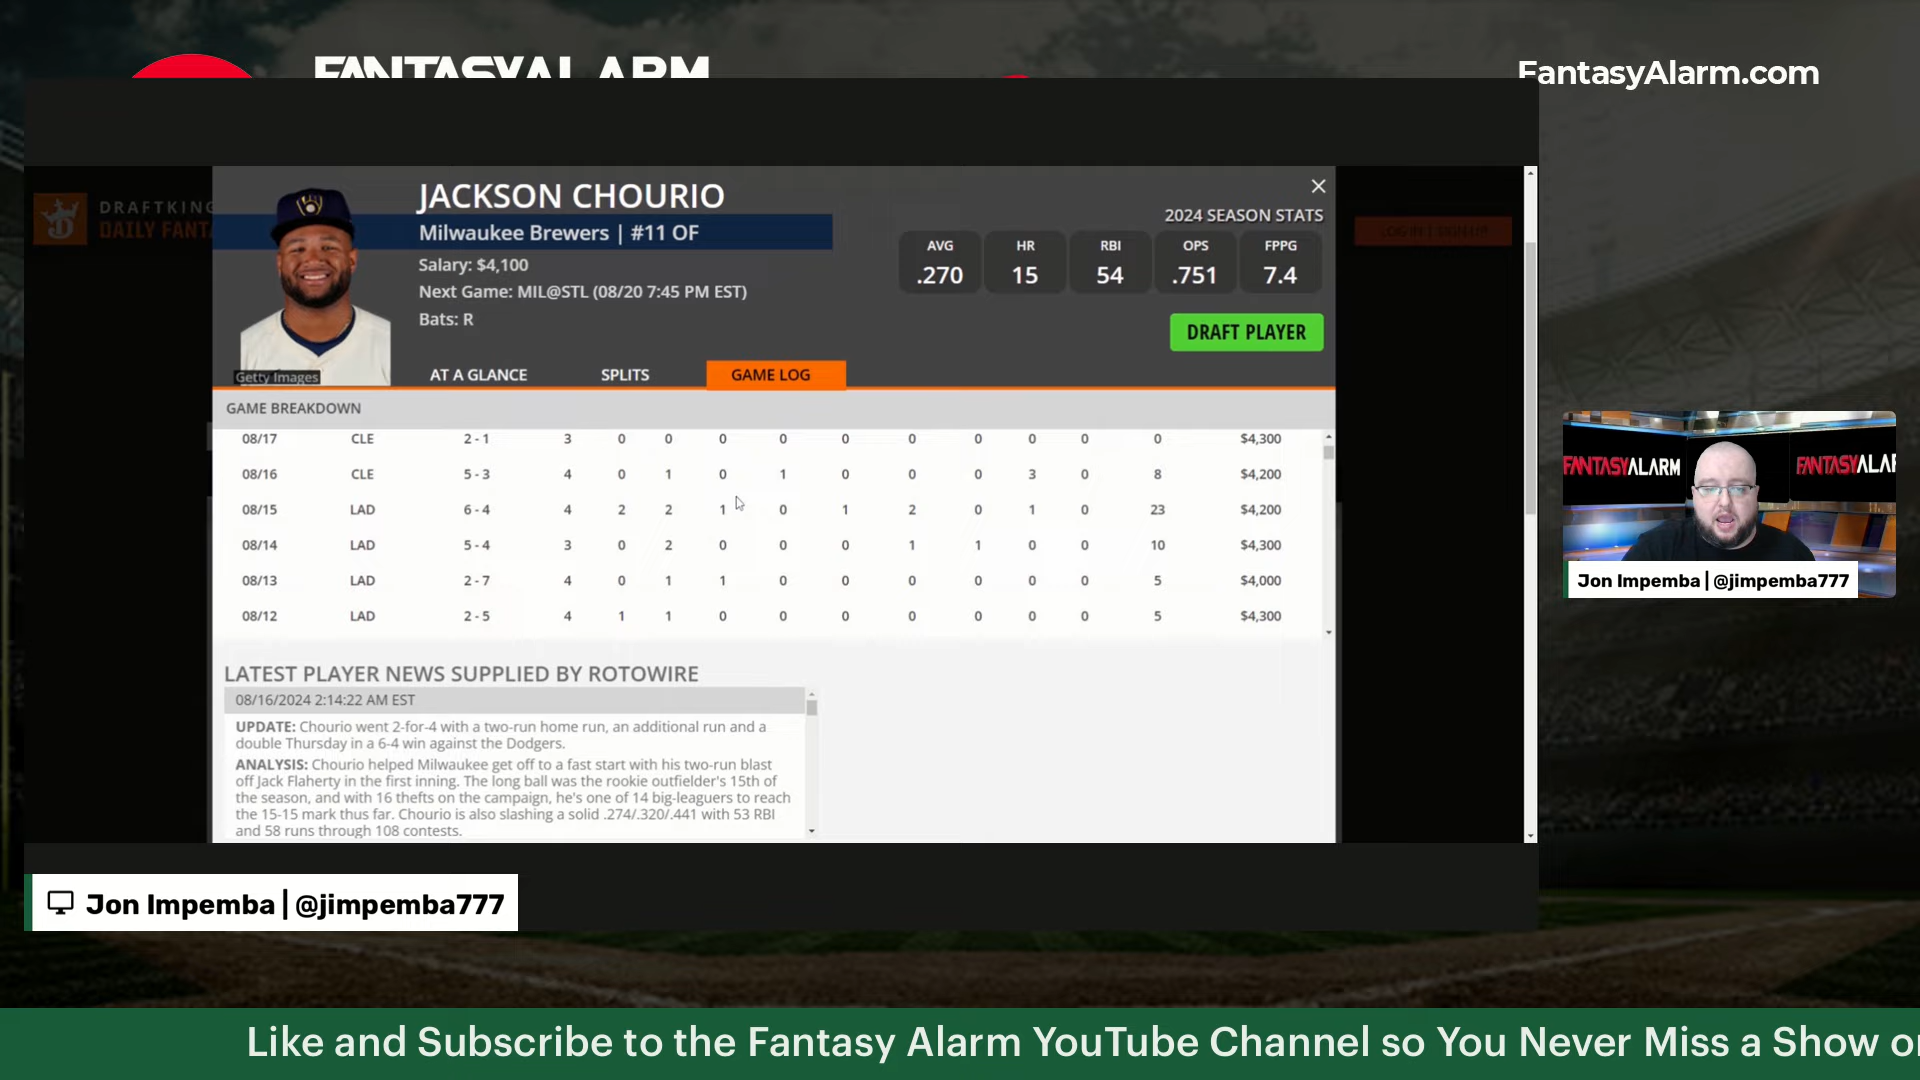 FANTASYALARM
FantasyAlarm.com
DRAFTKING
DAILY FANT
JACKSON CHOURIO
Milwaukee Brewers | #11 OF
Salary: $4,100
Next Game: MIL@STL (08/20 7:45 PM EST)
Bats: R
2024 SEASON STATS
AVG HR RBI OPS FPPG
.270 15 54 .751 7.4
DRAFT PLAYER
Getty Images
AT A GLANCE SPLITS GAME LOG
GAME BREAKDOWN
08/17 CLE 2 - 1 3 0 0 0 0 0 0 0 0 0 0 $4,300
08/16 CLE 5 - 3 4 0 1 0 1 0 0 0 3 0 8 $4,200
08/15 LAD 6 - 4 4 2 2 1 0 1 2 0 1 0 23 $4,200
08/14 LAD 5 - 4 3 0 2 0 0 0 1 1 0 0 10 $4,300
08/13 LAD 2 - 7 4 0 1 1 0 0 0 0 0 0 5 $4,000
08/12 LAD 2 - 5 4 1 1 0 0 0 0 0 0 0 5 $4,300
LATEST PLAYER NEWS SUPPLIED BY ROTOWIRE
08/16/2024 2:14:22 AM EST
UPDATE: Chourio went 2-for-4 with a two-run home run, an additional run and a
double Thursday in a 6-4 win against the Dodgers.
ANALYSIS: Chourio helped Milwaukee get off to a fast start with his two-run blast
off Jack Flaherty in the first inning. The long ball was the rookie outfielder's 15th of
the season, and with 16 thefts on the campaign, he's one of 14 big-leaguers to reach
the 15-15 mark thus far. Chourio is also slashing a solid .274/.320/.441 with 53 RBI
and 58 runs through 108 contests.
FANTASYALARM
FANTASYALA
Jon Impemba | @jimpemba777
Jon Impemba | @jimpemba777
Like and Subscribe to the Fantasy Alarm YouTube Channel so You Never Miss a Show o